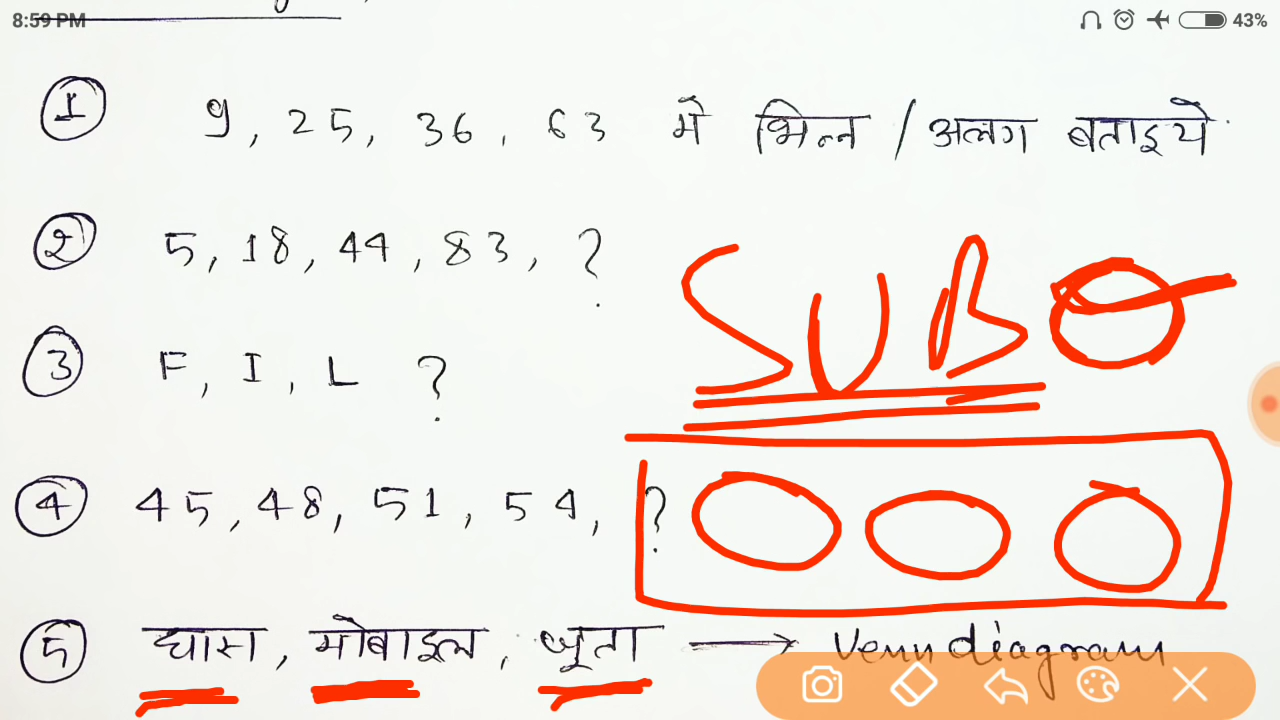 8:59 PM 43%
1 9, 25, 36, 63 में भिन्न / अलग बताइये
2 5, 18, 44, 83, ?
SUB
3 F, I, L ?
4 45, 48, 51, 54, ?
5 घास, मोबाइल, जूता → Venn diagram